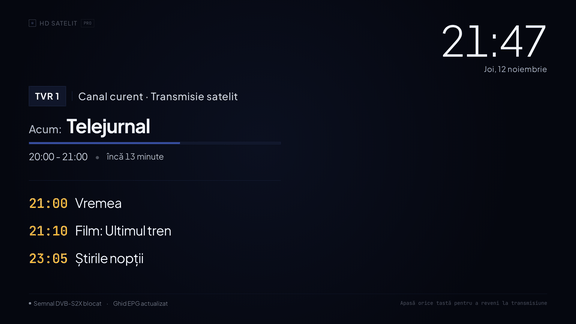 HD SATELIT PRO
21:47
Joi, 12 noiembrie
TVR 1 Canal curent · Transmisie satelit
Acum: Telejurnal
20:00 - 21:00 • încă 13 minute
21:00 Vremea
21:10 Film: Ultimul tren
23:05 Știrile nopții
Semnal DVB-S2X blocat · Ghid EPG actualizat
Apasă orice tastă pentru a reveni la transmisiune